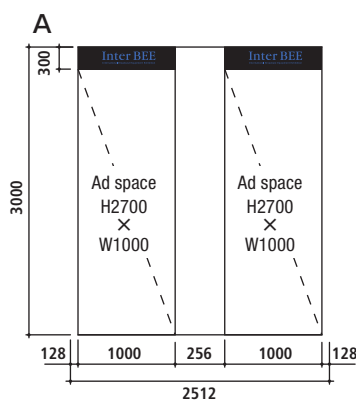 A
Inter BEE
Inter BEE
300
3000
Ad space
H2700
×
W1000
Ad space
H2700
×
W1000
128
1000
256
1000
128
2512